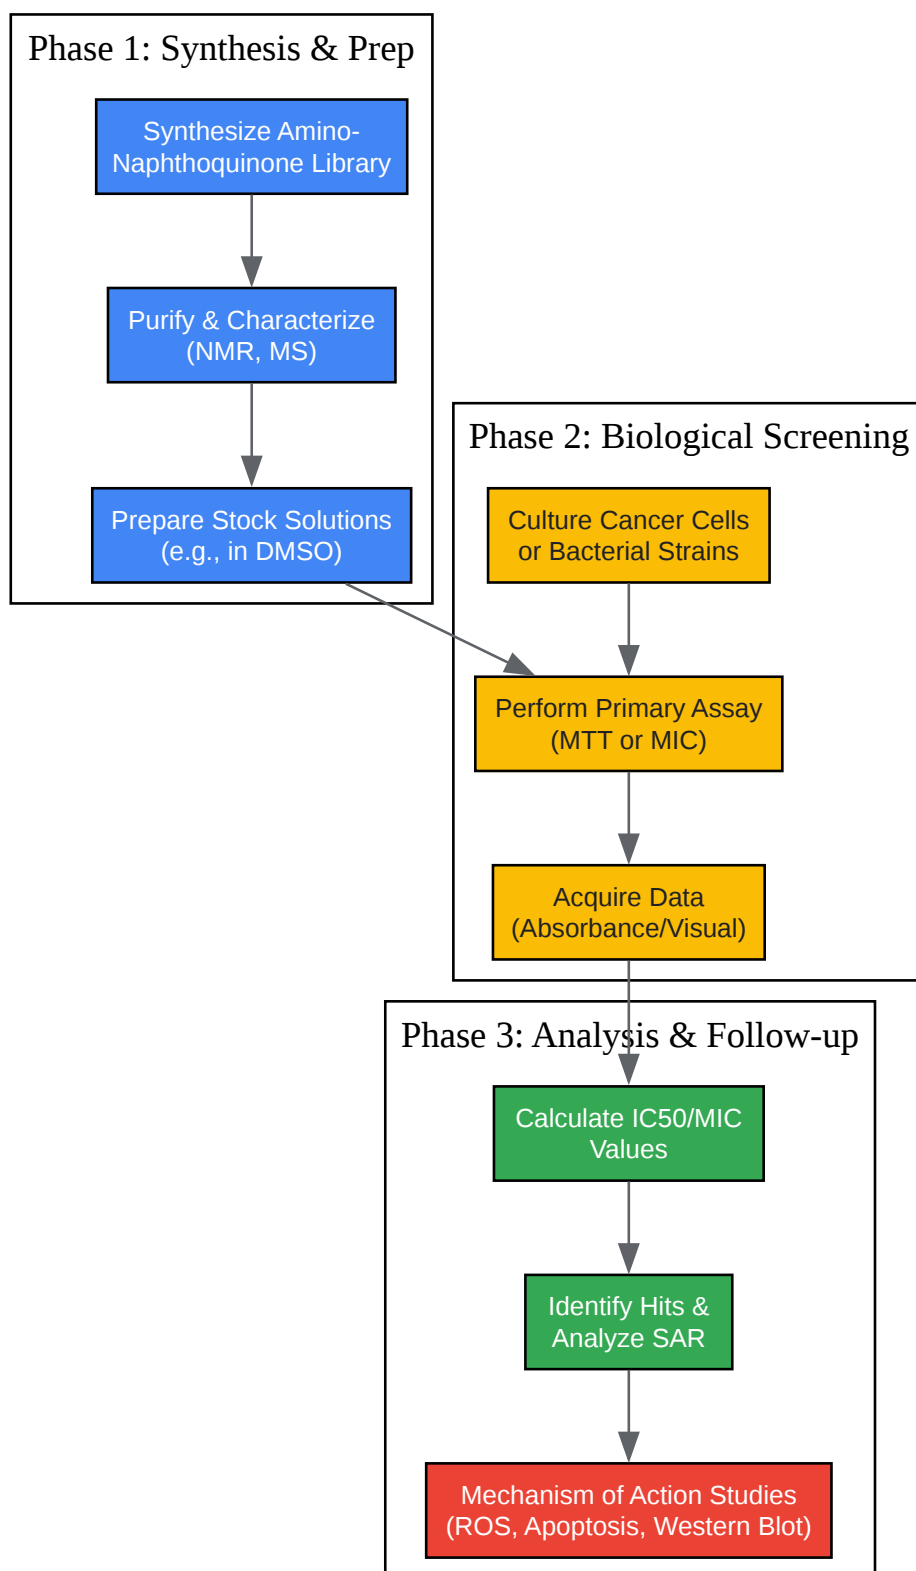 Phase 1: Synthesis & Prep
Synthesize Amino-
Naphthoquinone Library
Purify & Characterize
(NMR, MS)
Prepare Stock Solutions
(e.g., in DMSO)
Phase 2: Biological Screening
Culture Cancer Cells
or Bacterial Strains
Perform Primary Assay
(MTT or MIC)
Acquire Data
(Absorbance/Visual)
Phase 3: Analysis & Follow-up
Calculate IC50/MIC
Values
Identify Hits &
Analyze SAR
Mechanism of Action Studies
(ROS, Apoptosis, Western Blot)